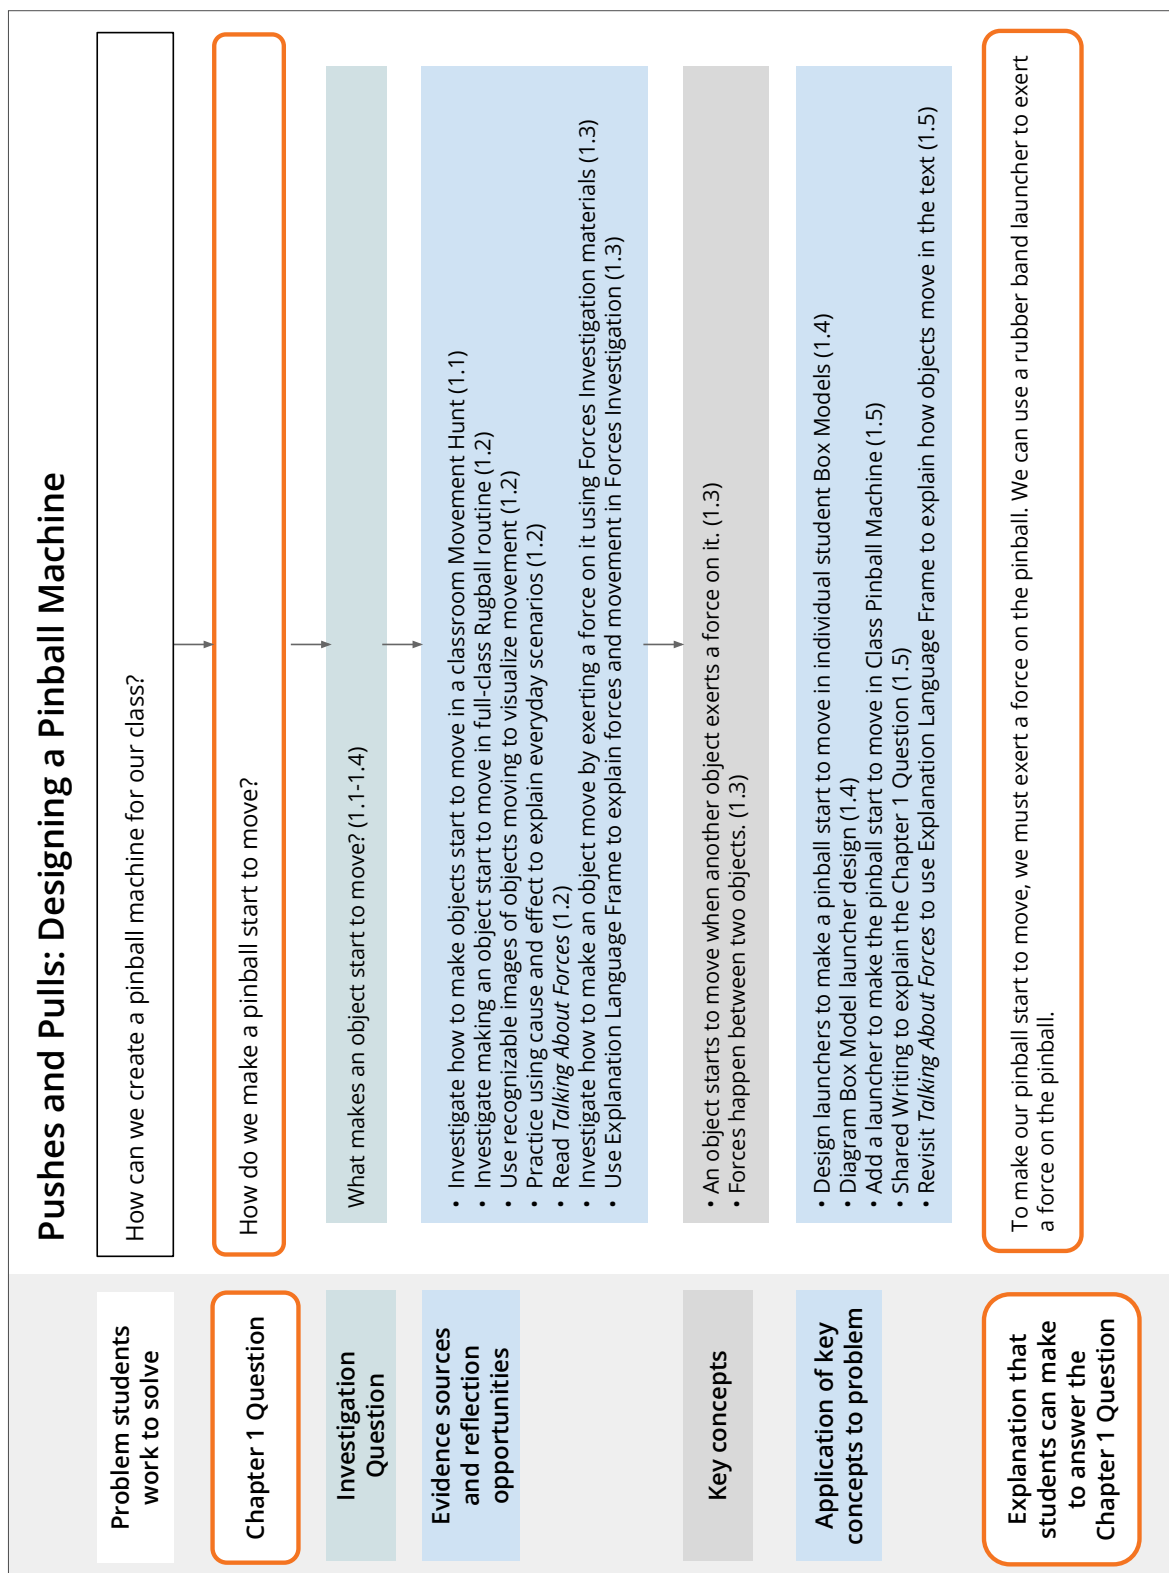 Pushes and Pulls: Designing a Pinball Machine
Problem students
work to solve
How can we create a pinball machine for our class?
Chapter 1 Question
How do we make a pinball start to move?
Investigation
Question
What makes an object start to move? (1.1-1.4)
Evidence sources
and reflection
opportunities
• Investigate how to make objects start to move in a classroom Movement Hunt (1.1)
• Investigate making an object start to move in full-class Rugball routine (1.2)
• Use recognizable images of objects moving to visualize movement (1.2)
• Practice using cause and effect to explain everyday scenarios (1.2)
• Read Talking About Forces (1.2)
• Investigate how to make an object move by exerting a force on it using Forces Investigation materials (1.3)
• Use Explanation Language Frame to explain forces and movement in Forces Investigation (1.3)
Key concepts
• An object starts to move when another object exerts a force on it. (1.3)
• Forces happen between two objects. (1.3)
Application of key
concepts to problem
• Design launchers to make a pinball start to move in individual student Box Models (1.4)
• Diagram Box Model launcher design (1.4)
• Add a launcher to make the pinball start to move in Class Pinball Machine (1.5)
• Shared Writing to explain the Chapter 1 Question (1.5)
• Revisit Talking About Forces to use Explanation Language Frame to explain how objects move in the text (1.5)
Explanation that
students can make
to answer the
Chapter 1 Question
To make our pinball start to move, we must exert a force on the pinball. We can use a rubber band launcher to exert
a force on the pinball.